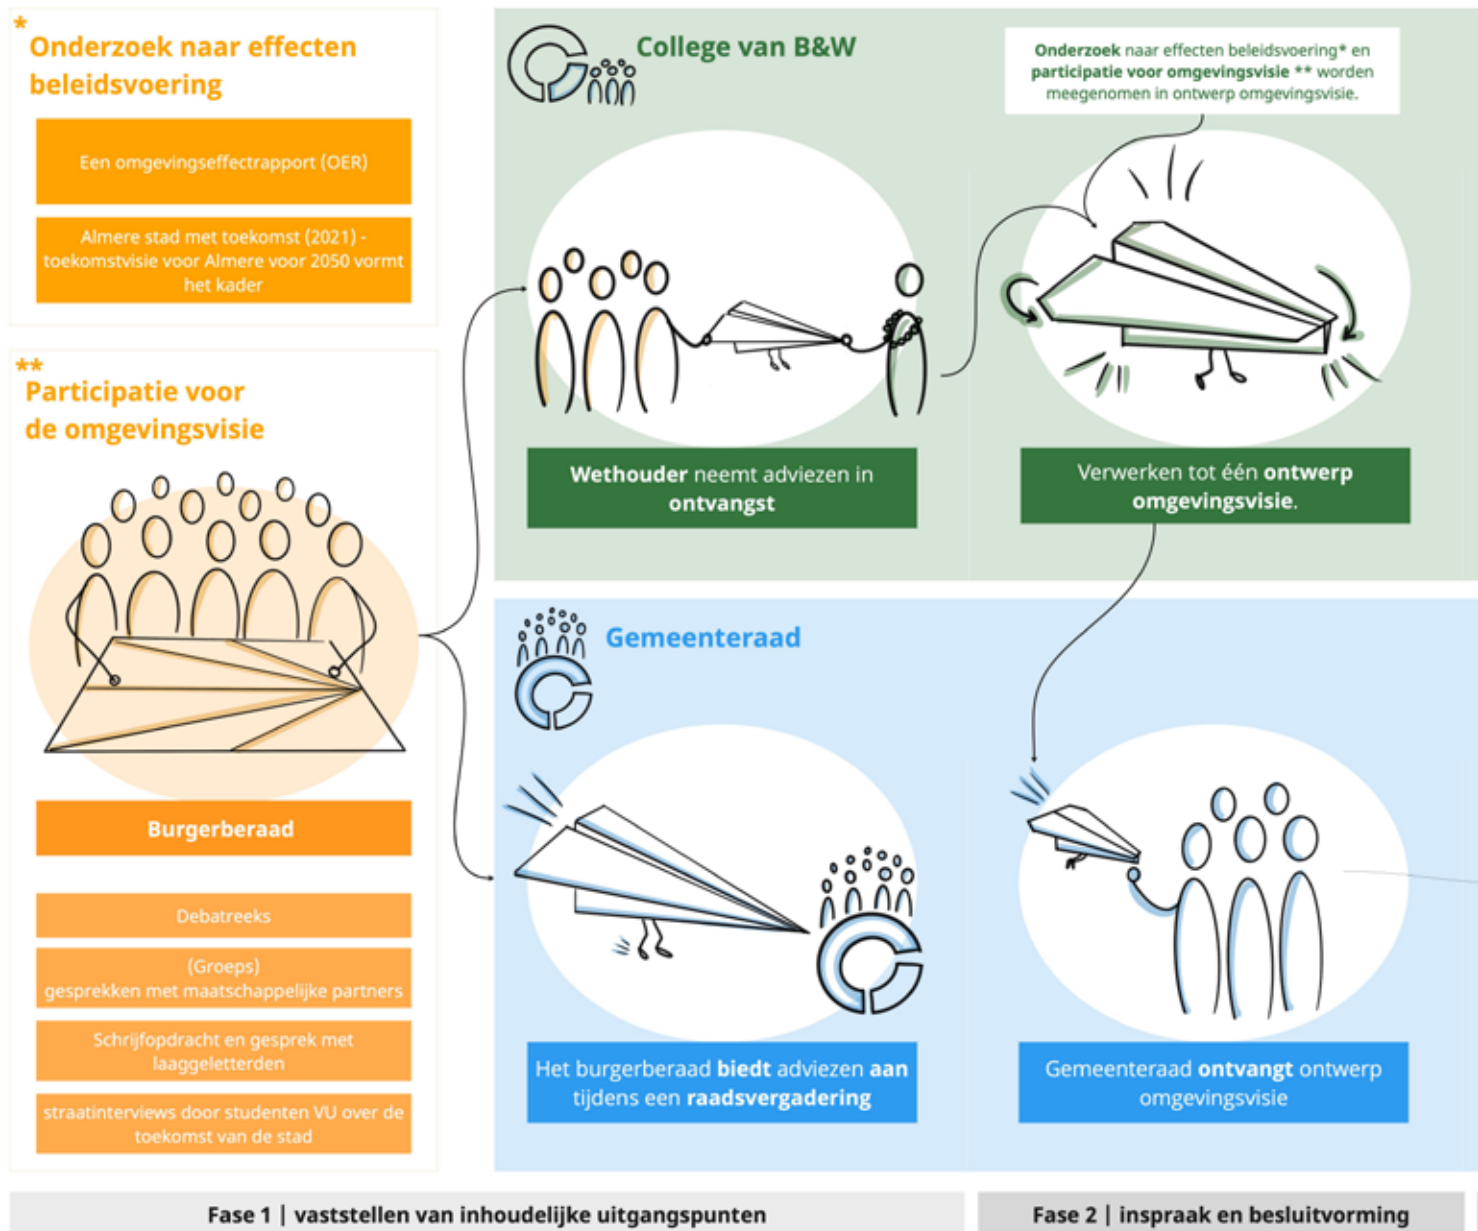 *
Onderzoek naar effecten
beleidsvoering
Een omgevingseffectrapport (OER)
Almere stad met toekomst (2021) -
toekomstvisie voor Almere voor 2050 vormt
het kader
**
Participatie voor
de omgevingsvisie
Burgerberaad
Debatreeks
(Groeps)
gesprekken met maatschappelijke partners
Schrijfopdracht en gesprek met
laaggeletterden
straatinterviews door studenten VU over de
toekomst van de stad
College van B&W
Onderzoek naar effecten beleidsvoering* en
participatie voor omgevingsvisie ** worden
meegenomen in ontwerp omgevingsvisie.
Wethouder neemt adviezen in
ontvangst
Verwerken tot één ontwerp
omgevingsvisie.
Gemeenteraad
Het burgerberaad biedt adviezen aan
tijdens een raadsvergadering
Gemeenteraad ontvangt ontwerp
omgevingsvisie
Fase 1 | vaststellen van inhoudelijke uitgangspunten
Fase 2 | inspraak en besluitvorming